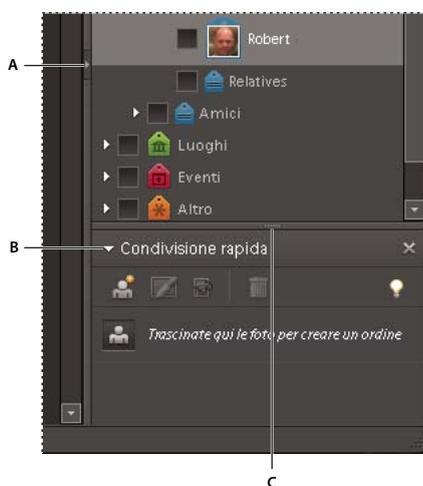 Robert
A
Relatives
Amici
Luoghi
Eventi
Altro
B
Condivisione rapida
Trascinate qui le foto per creare un ordine
C